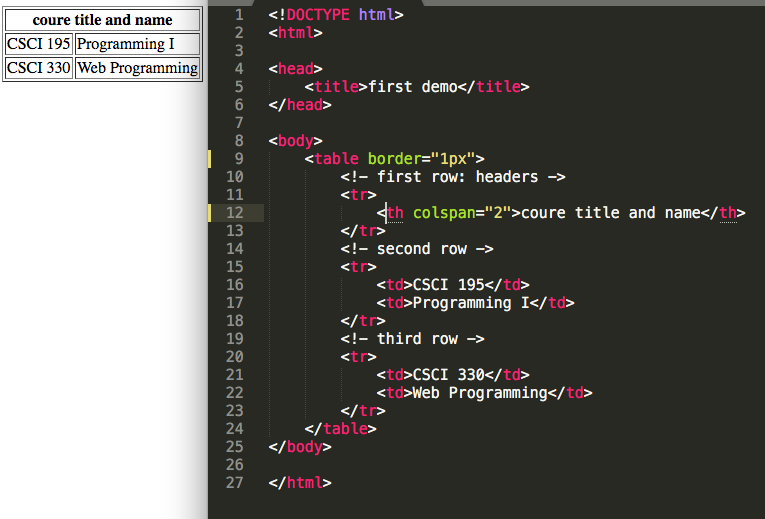 coure title and name
CSCI 195 Programming I
CSCI 330 Web Programming
1 <!DOCTYPE html>
2 <html>
3
4 <head>
5 <title>first demo</title>
6 </head>
7
8 <body>
9 <table border="1px">
10 <!— first row: headers —>
11 <tr>
12 <th colspan="2">coure title and name</th>
13 </tr>
14 <!— second row —>
15 <tr>
16 <td>CSCI 195</td>
17 <td>Programming I</td>
18 </tr>
19 <!— third row —>
20 <tr>
21 <td>CSCI 330</td>
22 <td>Web Programming</td>
23 </tr>
24 </table>
25 </body>
26
27 </html>